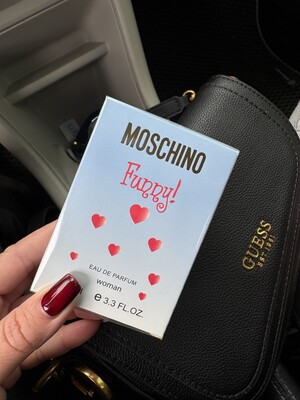 MOSCHINO
Funny!
EAU DE PARFUM
woman
e 3.3 FL.OZ.
GUESS